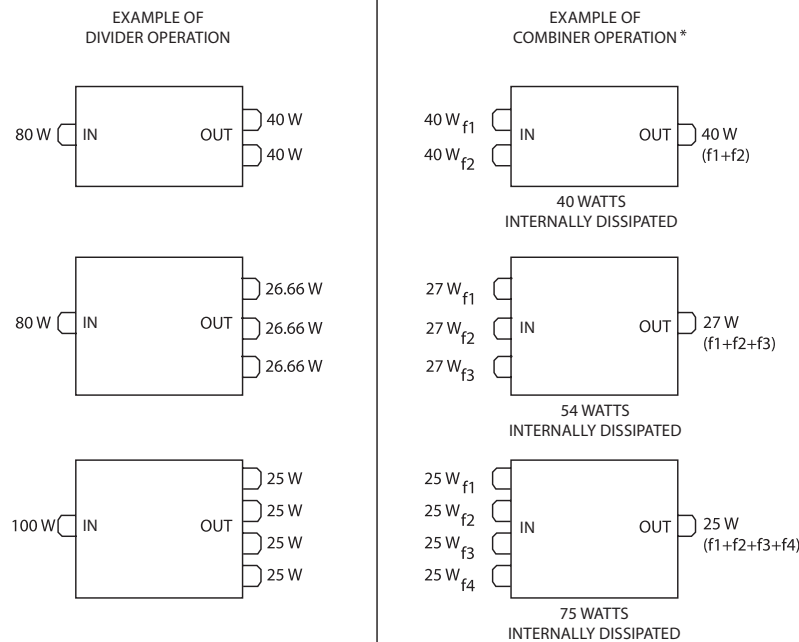 EXAMPLE OF
DIVIDER OPERATION
80 W
IN
OUT
40 W
40 W
80 W
IN
OUT
26.66 W
26.66 W
26.66 W
100 W
IN
OUT
25 W
25 W
25 W
25 W
EXAMPLE OF
COMBINER OPERATION *
40 W f1
40 W f2
IN
OUT
40 W
(f1+f2)
40 WATTS
INTERNALLY DISSIPATED
27 W f1
27 W f2
27 W f3
IN
OUT
27 W
(f1+f2+f3)
54 WATTS
INTERNALLY DISSIPATED
25 W f1
25 W f2
25 W f3
25 W f4
IN
OUT
25 W
(f1+f2+f3+f4)
75 WATTS
INTERNALLY DISSIPATED